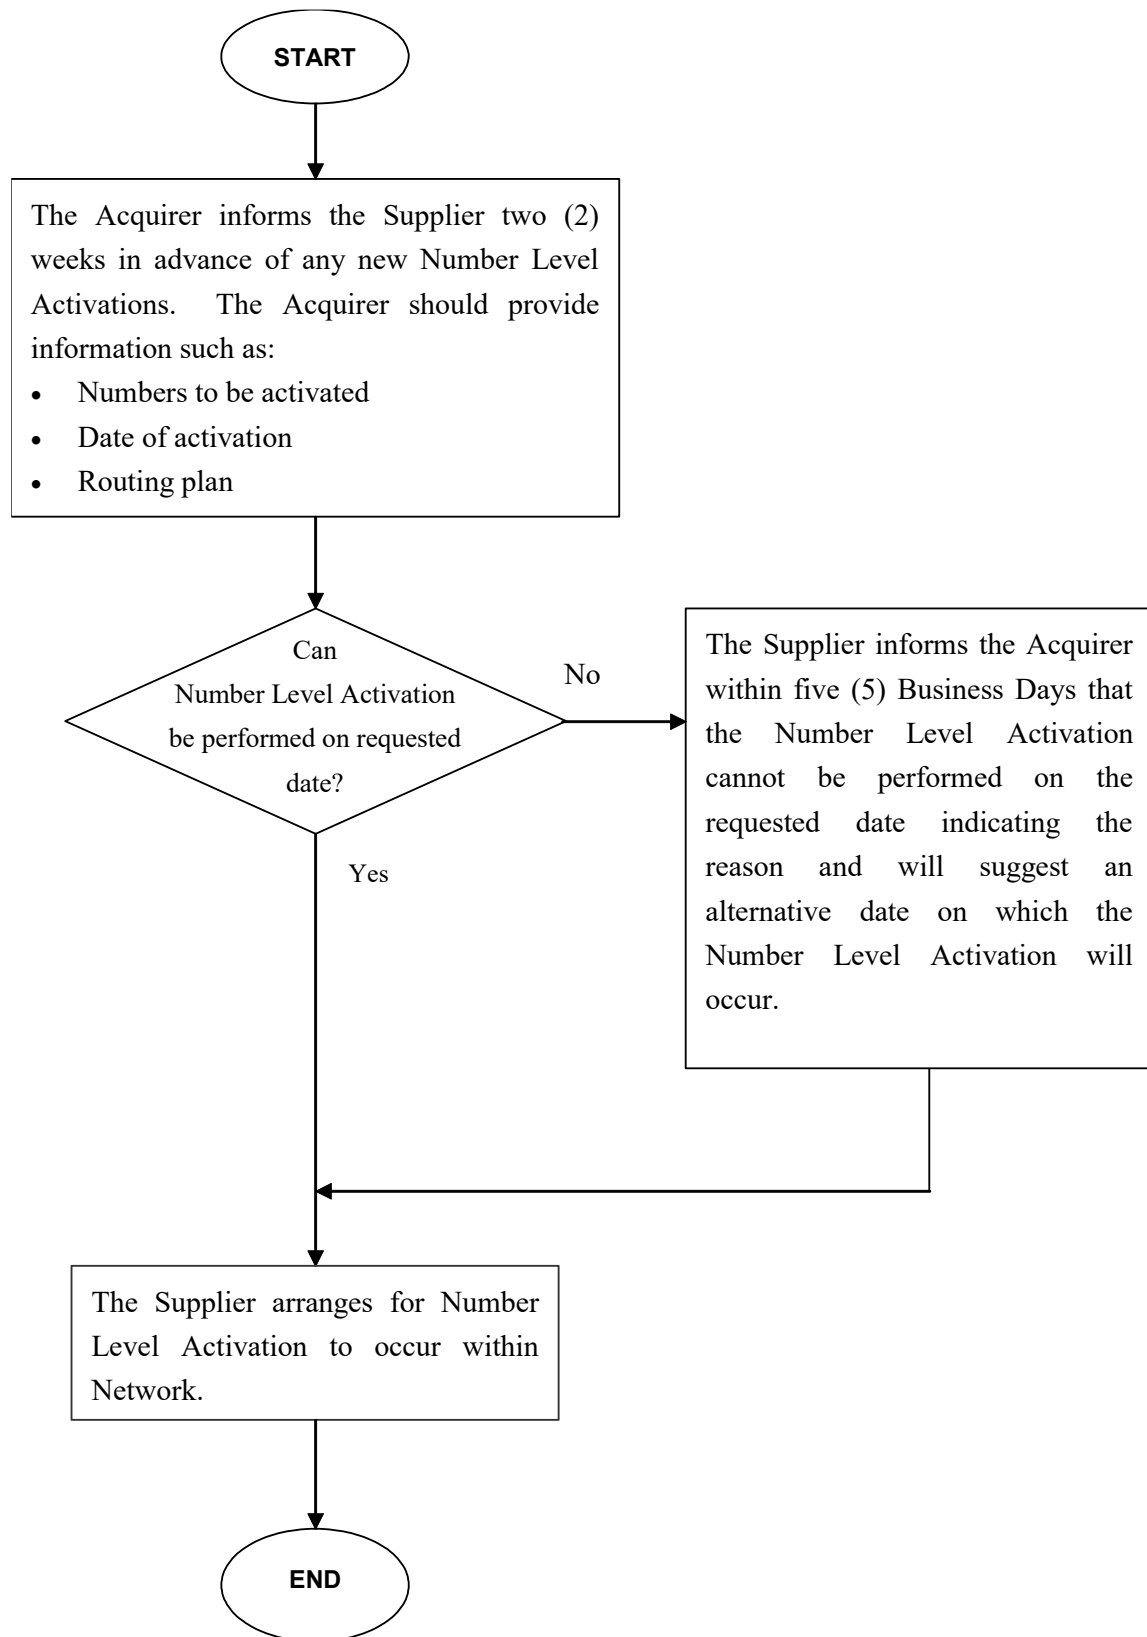 START
The Acquirer informs the Supplier two (2)
weeks in advance of any new Number Level
Activations. The Acquirer should provide
information such as:
• Numbers to be activated
• Date of activation
• Routing plan
Can
Number Level Activation
be performed on requested
date?
No
The Supplier informs the Acquirer
within five (5) Business Days that
the Number Level Activation
cannot be performed on the
requested date indicating the
reason and will suggest an
alternative date on which the
Number Level Activation will
occur.
Yes
The Supplier arranges for Number
Level Activation to occur within
Network.
END